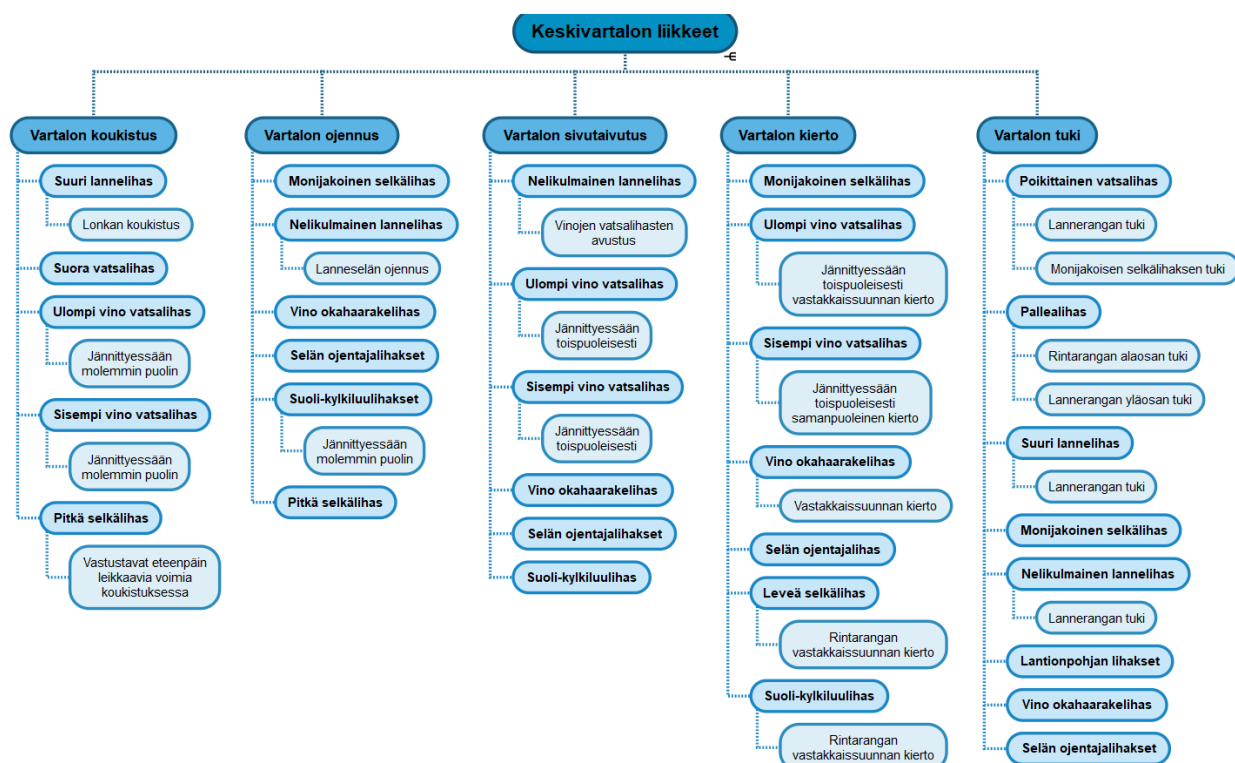 Keskivartalon liikkeet
Vartalon koukistus
Suuri lannelihas
Lonkan koukistus
Suora vatsalihas
Ulompi vino vatsalihas
Jännittyessään
molemmin puolin
Sisempi vino vatsalihas
Jännittyessään
molemmin puolin
Pitkä selkälihas
Vastustavat eteenpäin
leikkaavia voimia
koukistuksessa
Vartalon ojennus
Monijakoinen selkälihas
Nelikulmainen lannelihas
Lanneselän ojennus
Vino okahaarakelihas
Selän ojentajalihakset
Suoli-kylkiluulihakset
Jännittyessään
molemmin puolin
Pitkä selkälihas
Vartalon sivutaivutus
Nelikulmainen lannelihas
Vinojen vatsalihasten
avustus
Ulompi vino vatsalihas
Jännittyessään
toispuoleisesti
Sisempi vino vatsalihas
Jännittyessään
toispuoleisesti
Vino okahaarakelihas
Selän ojentajalihakset
Suoli-kylkiluulihas
Vartalon kierto
Monijakoinen selkälihas
Ulompi vino vatsalihas
Jännittyessään
toispuoleisesti
vastakkaissuunnan kierto
Sisempi vino vatsalihas
Jännittyessään
toispuoleisesti
samanpuoleinen kierto
Vino okahaarakelihas
Vastakkaissuunnan kierto
Selän ojentajalihas
Leveä selkälihas
Rintarangan
vastakkaissuunnan kierto
Suoli-kylkiluulihas
Rintarangan
vastakkaissuunnan kierto
Vartalon tuki
Poikittainen vatsalihas
Lannerangan tuki
Monijakoisen selkälihaksen tuki
Pallealihas
Rintarangan alaosan tuki
Lannerangan yläosan tuki
Suuri lannelihas
Lannerangan tuki
Monijakoinen selkälihas
Nelikulmainen lannelihas
Lannerangan tuki
Lantionpohjan lihakset
Vino okahaarakelihas
Selän ojentajalihakset